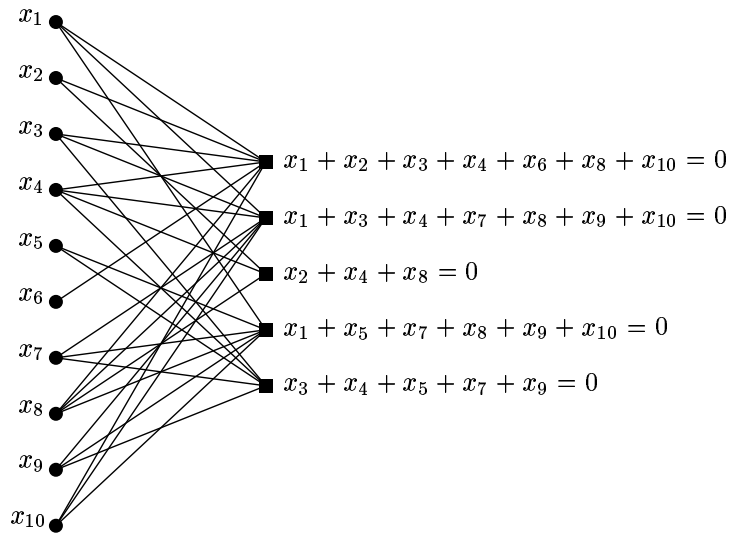 x₁
x₂
x₃
x₄
x₅
x₆
x₇
x₈
x₉
x₁₀
x₁ + x₂ + x₃ + x₄ + x₆ + x₈ + x₁₀ = 0
x₁ + x₃ + x₄ + x₇ + x₈ + x₉ + x₁₀ = 0
x₂ + x₄ + x₈ = 0
x₁ + x₅ + x₇ + x₈ + x₉ + x₁₀ = 0
x₃ + x₄ + x₅ + x₇ + x₉ = 0